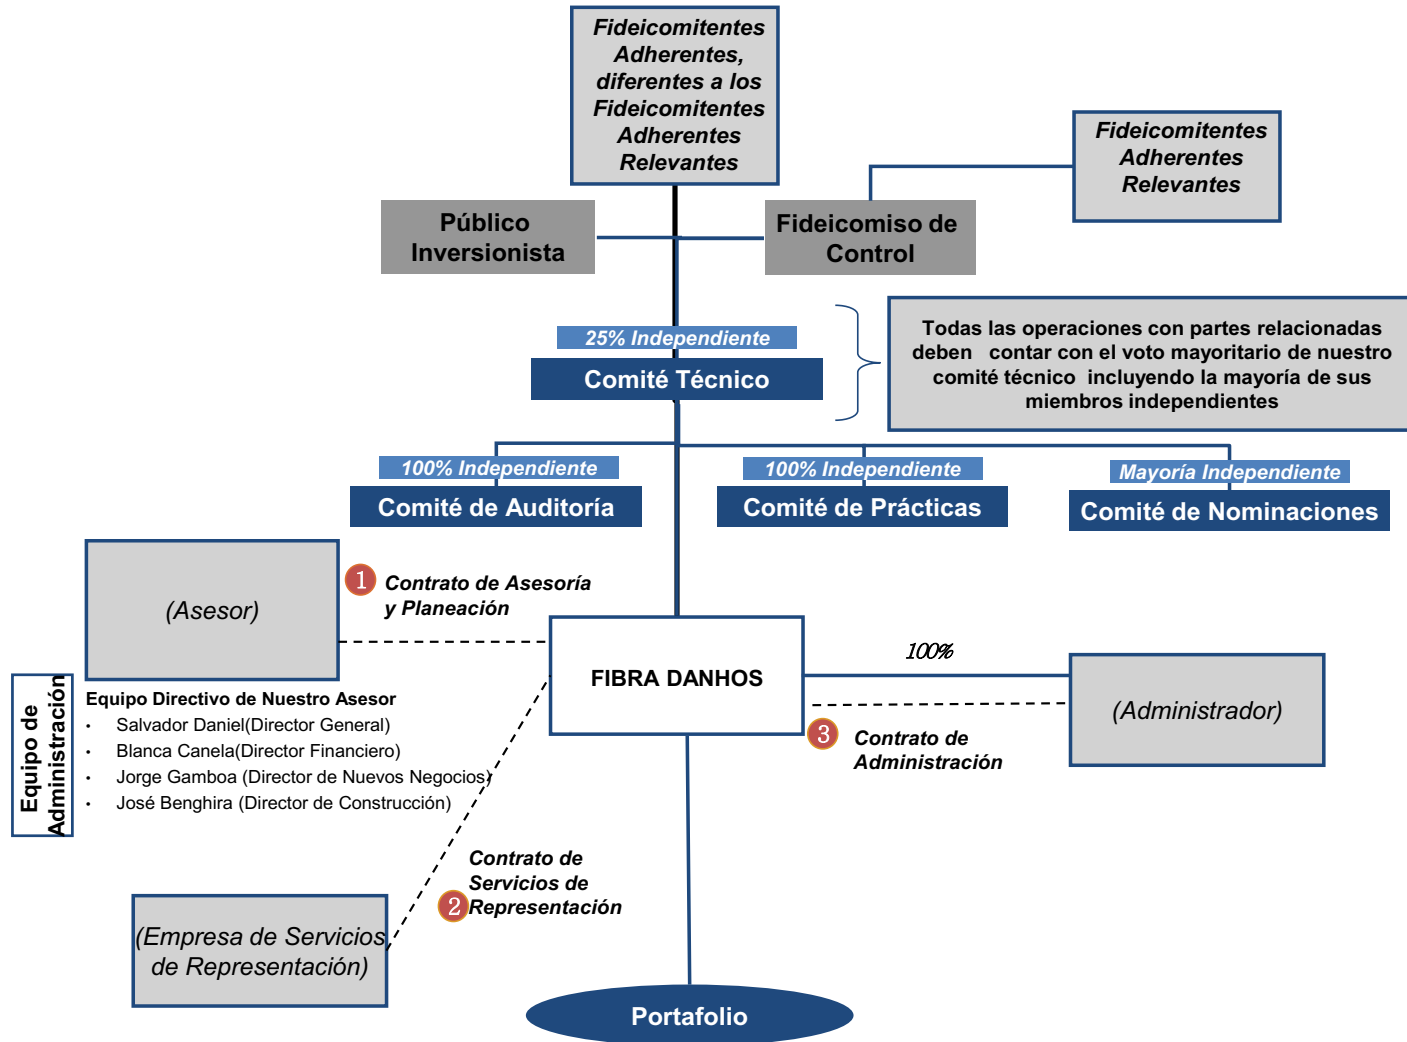 Fideicomitentes
Adherentes,
diferentes a los
Fideicomitentes
Adherentes
Relevantes
Fideicomitentes
Adherentes
Relevantes
Público
Inversionista
Fideicomiso de
Control
25% Independiente
Comité Técnico
Todas las operaciones con partes relacionadas
deben contar con el voto mayoritario de nuestro
comité técnico incluyendo la mayoría de sus
miembros independientes
100% Independiente
Comité de Auditoría
100% Independiente
Comité de Prácticas
Mayoría Independiente
Comité de Nominaciones
(Asesor)
1
Contrato de Asesoría
y Planeación
FIBRA DANHOS
100%
(Administrador)
3
Contrato de
Administración
Equipo de
Administración
Equipo Directivo de Nuestro Asesor
• Salvador Daniel(Director General)
• Blanca Canela(Director Financiero)
• Jorge Gamboa (Director de Nuevos Negocios)
• José Benghira (Director de Construcción)
2
Contrato de
Servicios de
Representación
(Empresa de Servicios
de Representación)
Portafolio